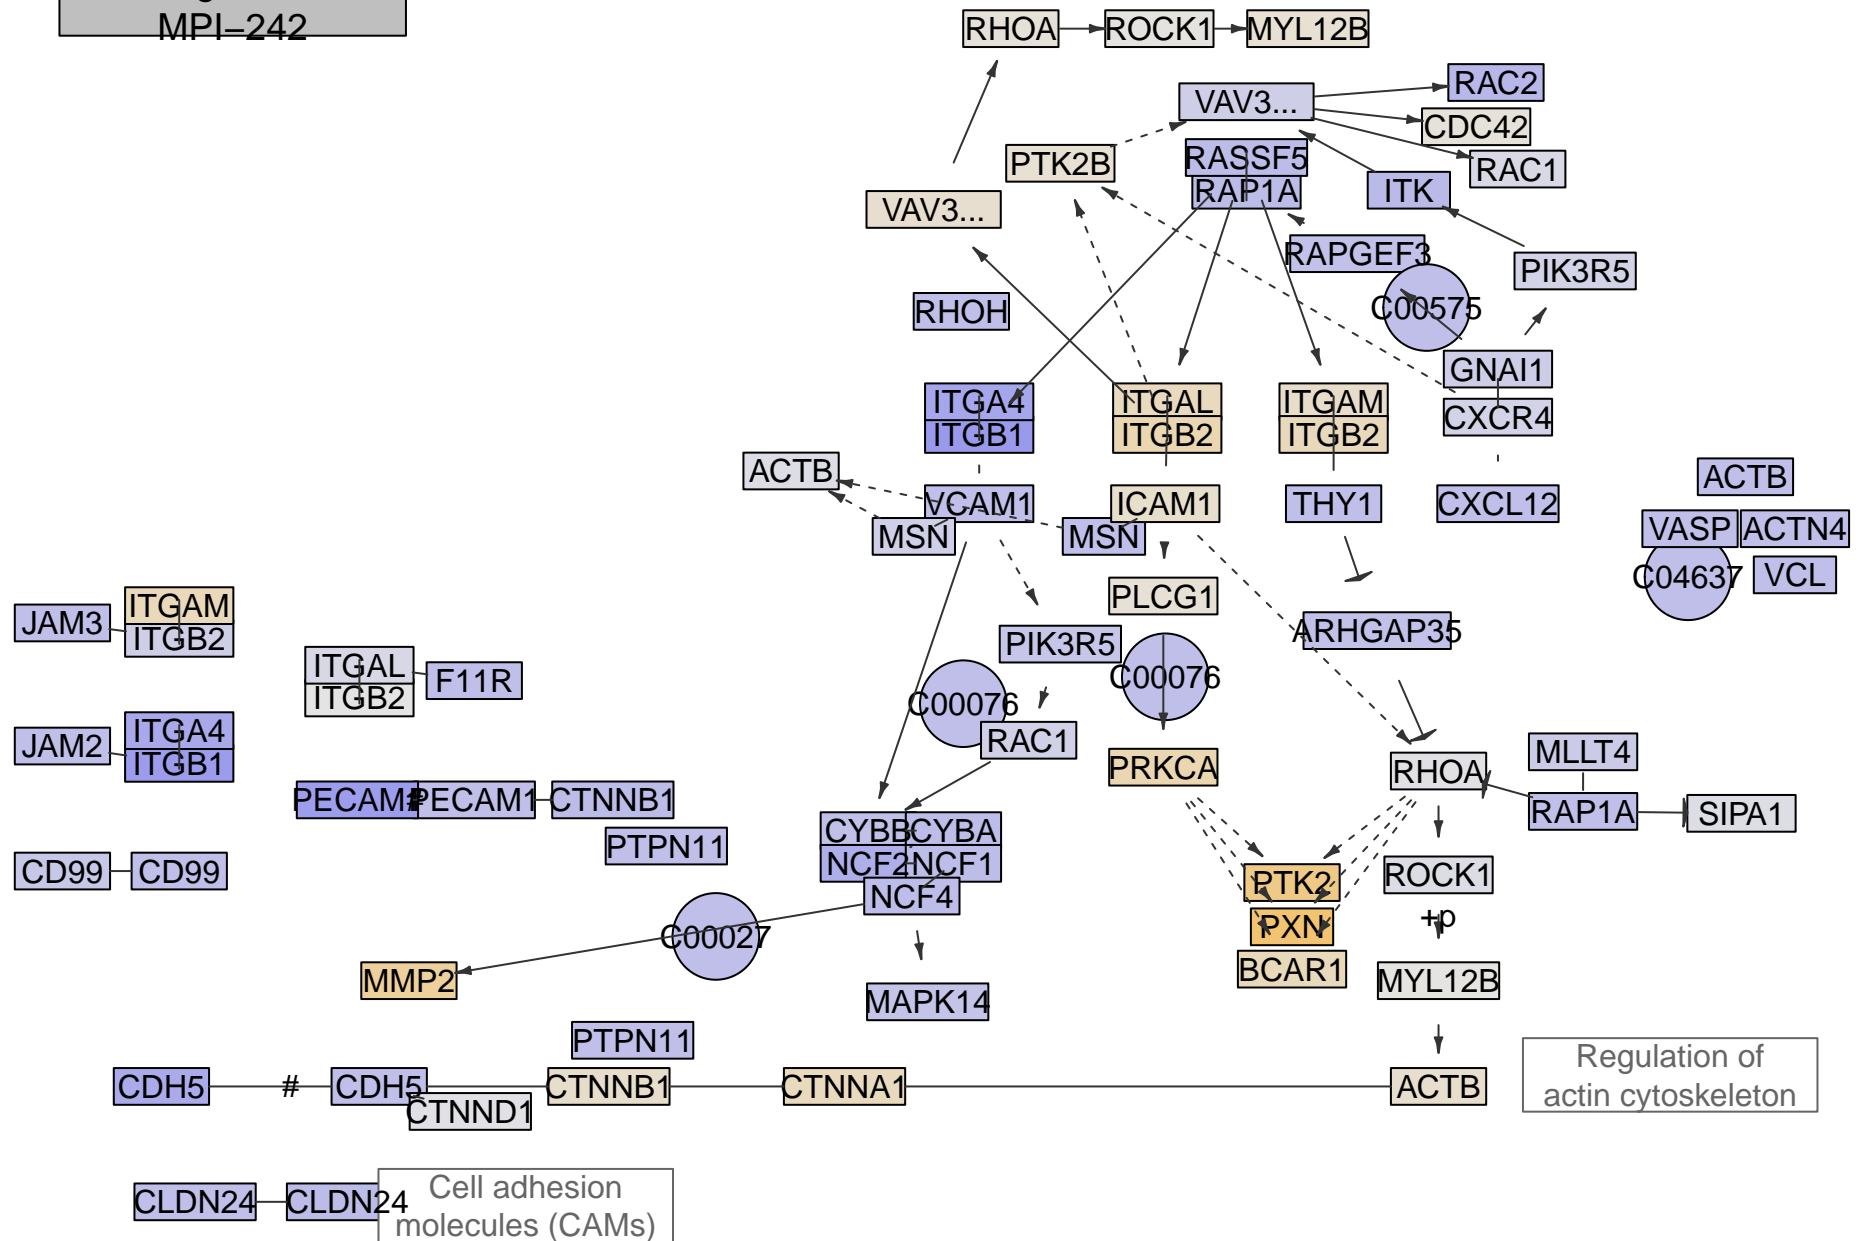 MPI−242
RHOA
ROCK1
MYL12B
RAC2
VAV3...
CDC42
RASSF5
PTK2B
RAC1
RAP1A
ITK
VAV3...
RAPGEF3
PIK3R5
C00575
RHOH
GNAI1
ITGA4
ITGAL
ITGAM
CXCR4
ITGB1
ITGB2
ITGB2
ACTB
ACTB
VCAM1
ICAM1
THY1
CXCL12
MSN
MSN
VASP
ACTN4
C04637
VCL
PLCG1
ITGAM
JAM3
ITGB2
ARHGAP35
PIK3R5
ITGAL
F11R
ITGB2
C00076
C00076
ITGA4
JAM2
ITGB1
RAC1
PRKCA
RHOA
MLLT4
PECAM1
#
PECAM1
CTNNB1
RAP1A
SIPA1
PTPN11
CYBB
CYBA
NCF2
NCF1
CD99
CD99
NCF4
PTK2
ROCK1
+p
PXN
C00027
BCAR1
MMP2
MYL12B
MAPK14
PTPN11
CDH5
#
CDH5
CTNNB1
CTNNA1
ACTB
CTNND1
Regulation of
actin cytoskeleton
CLDN24
CLDN24
Cell adhesion
molecules (CAMs)